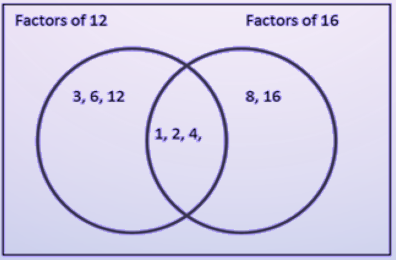 Factors of 12
Factors of 16
3, 6, 12
8, 16
1, 2, 4,